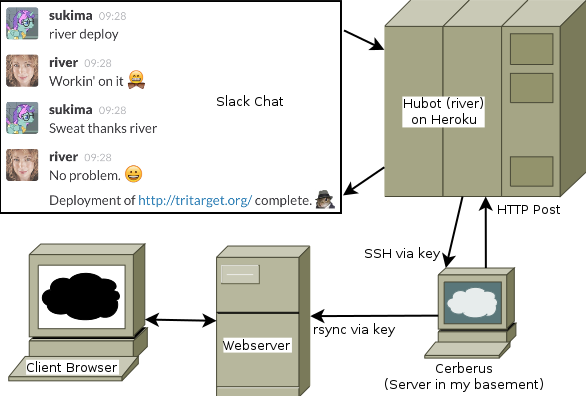 sukima 09:28
river deploy
river 09:28
Workin' on it
sukima 09:28
Sweat thanks river
river 09:28
No problem.
Deployment of http://tritarget.org/ complete.
Slack Chat
Hubot (river)
on Heroku
HTTP Post
SSH via key
rsync via key
Webserver
Client Browser
Cerberus
(Server in my basement)